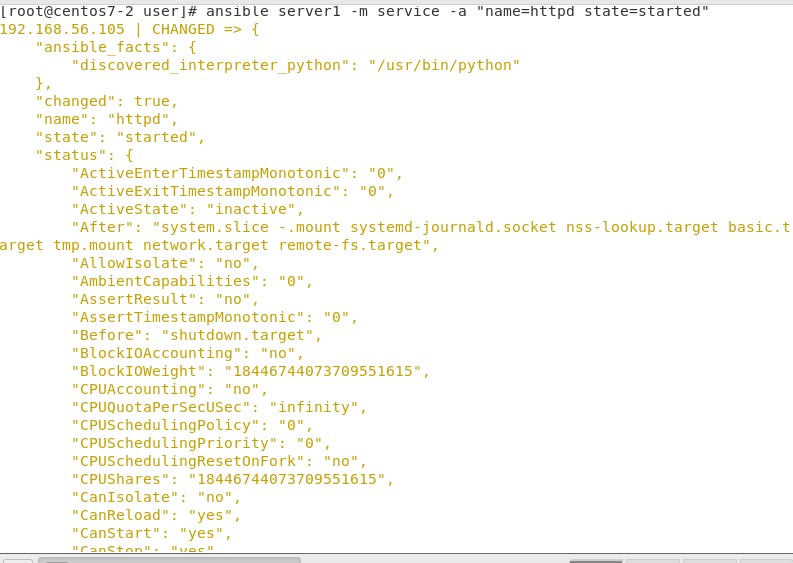 [root@centos7-2 user]# ansible server1 -m service -a "name=httpd state=started"
192.168.56.105 | CHANGED => {
    "ansible_facts": {
        "discovered_interpreter_python": "/usr/bin/python"
    },
    "changed": true,
    "name": "httpd",
    "state": "started",
    "status": {
        "ActiveEnterTimestampMonotonic": "0",
        "ActiveExitTimestampMonotonic": "0",
        "ActiveState": "inactive",
        "After": "system.slice -.mount systemd-journald.socket nss-lookup.target basic.t
arget tmp.mount network.target remote-fs.target",
        "AllowIsolate": "no",
        "AmbientCapabilities": "0",
        "AssertResult": "no",
        "AssertTimestampMonotonic": "0",
        "Before": "shutdown.target",
        "BlockIOAccounting": "no",
        "BlockIOWeight": "18446744073709551615",
        "CPUAccounting": "no",
        "CPUQuotaPerSecUSec": "infinity",
        "CPUSchedulingPolicy": "0",
        "CPUSchedulingPriority": "0",
        "CPUSchedulingResetOnFork": "no",
        "CPUShares": "18446744073709551615",
        "CanIsolate": "no",
        "CanReload": "yes",
        "CanStart": "yes",
        "CanStop": "yes"